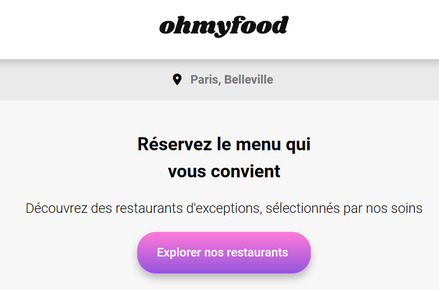 ohmyfood
Paris, Belleville
Réservez le menu qui
vous convient
Découvrez des restaurants d'exceptions, sélectionnés par nos soins
Explorer nos restaurants